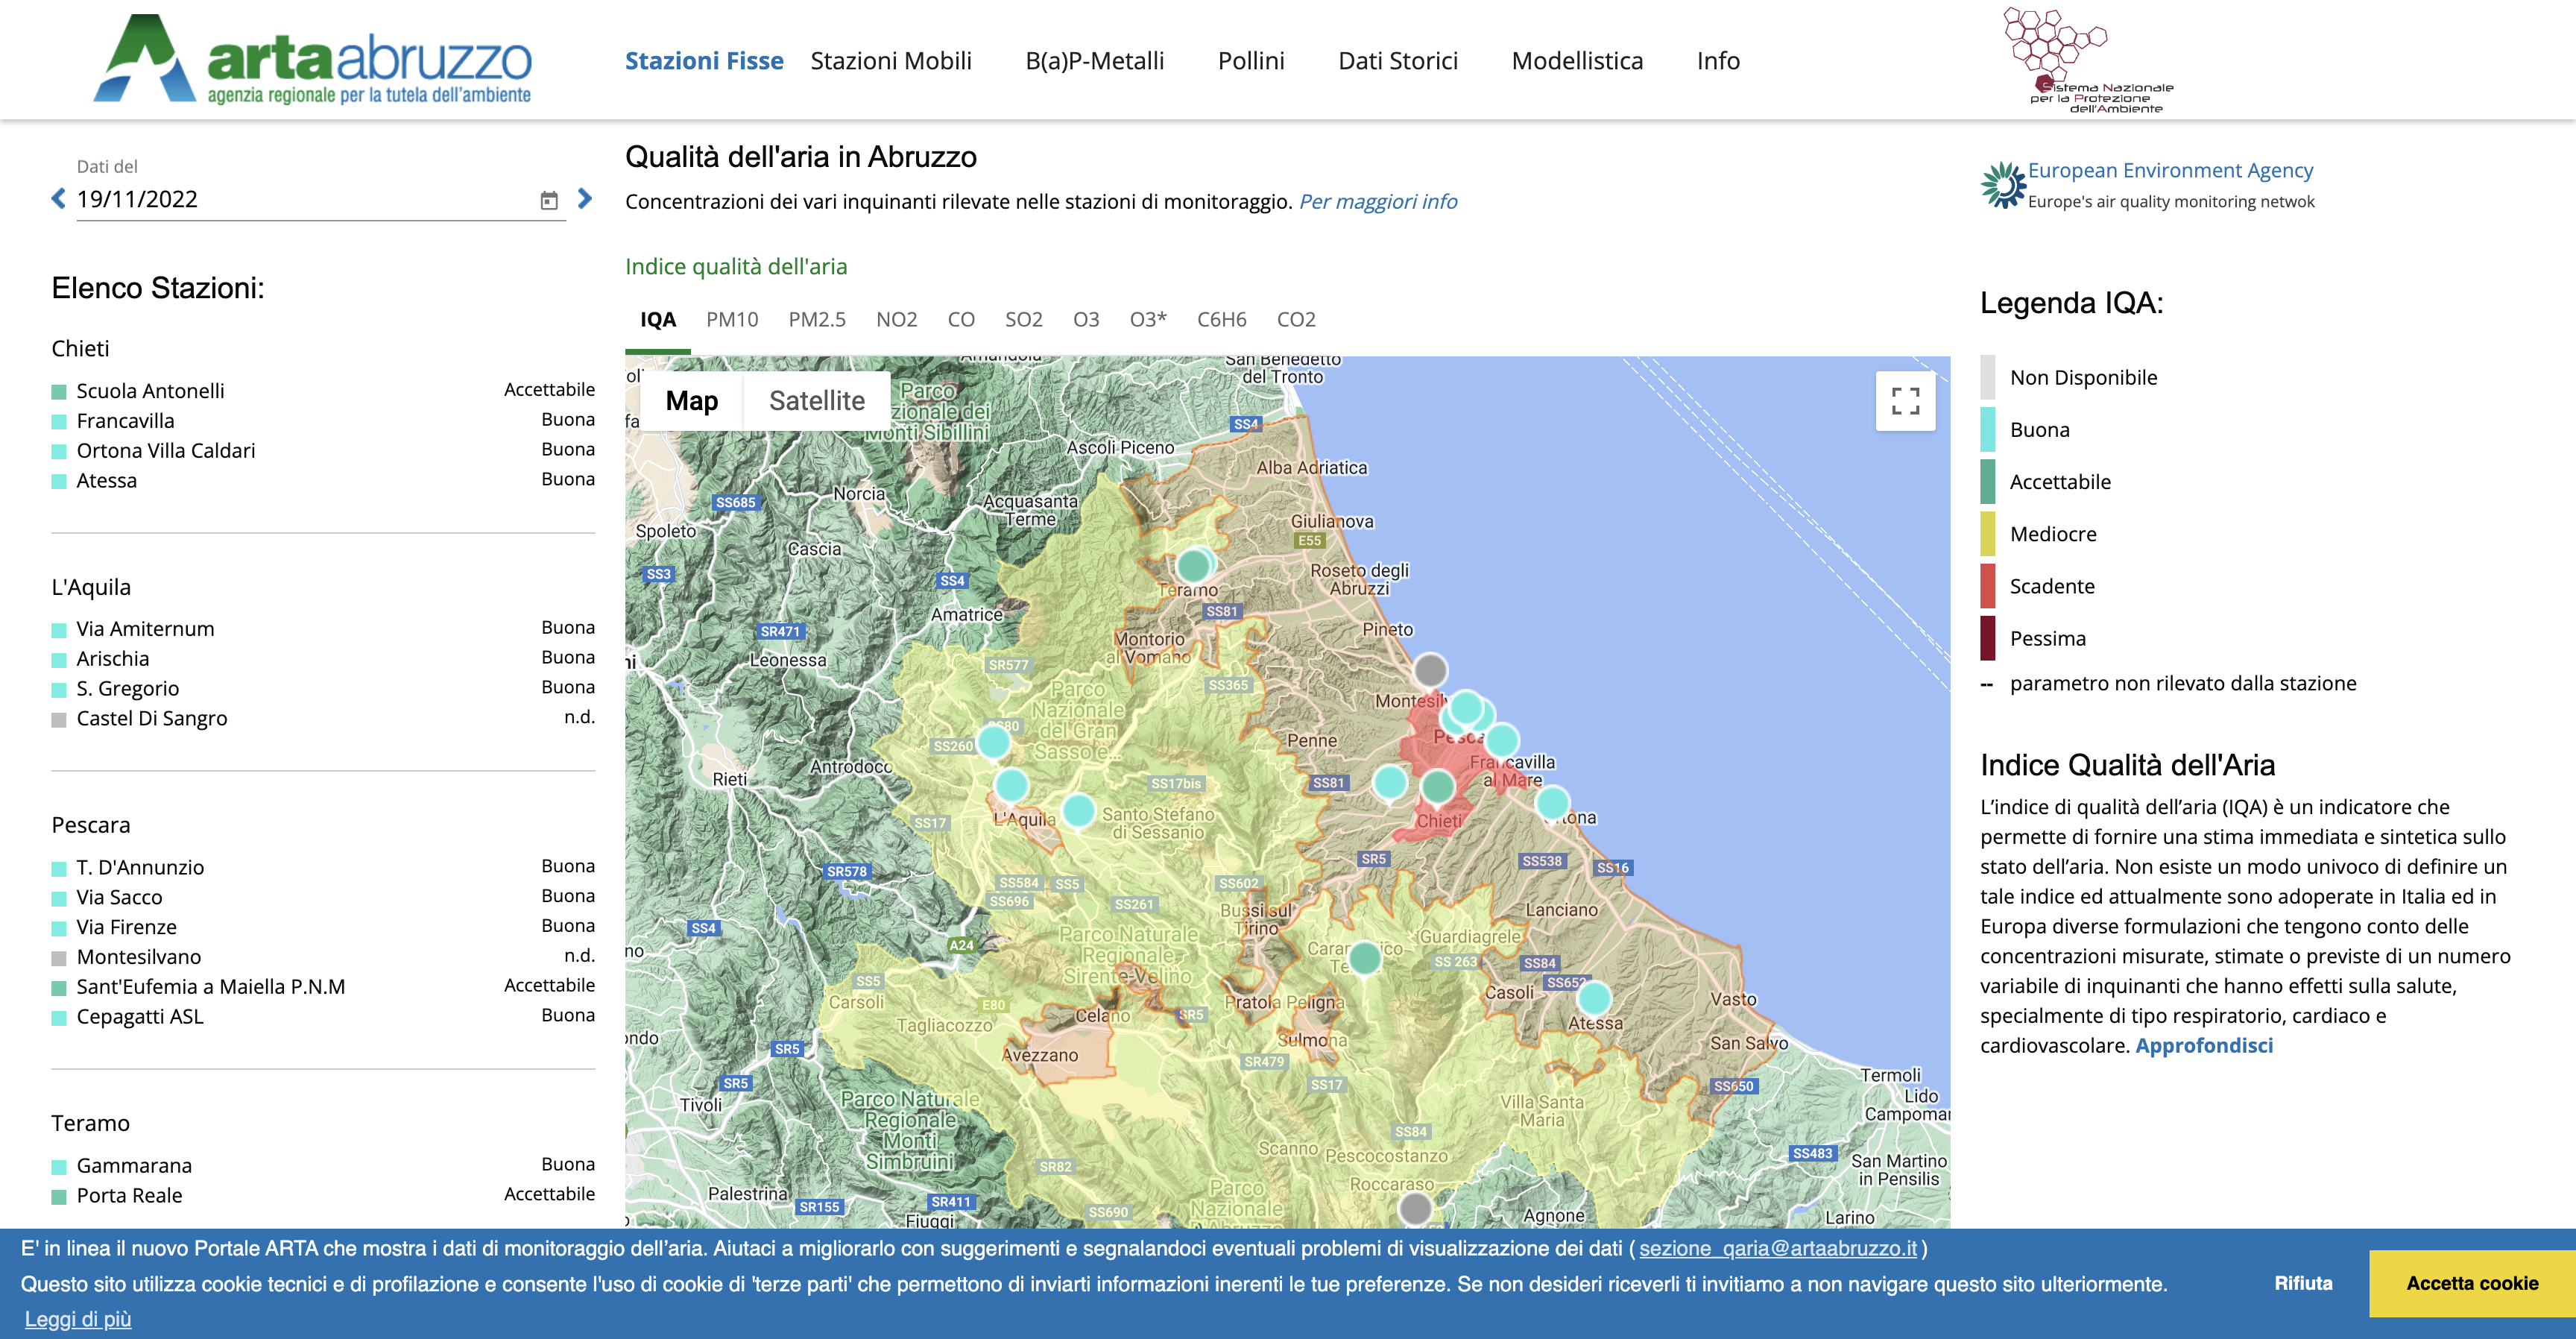 artaabruzzo
agenzia regionale per la tutela dell'ambiente
Stazioni Fisse
Stazioni Mobili
B(a)P-Metalli
Pollini
Dati Storici
Modellistica
Info
Sistema Nazionale
per la Protezione
dell'Ambiente
Dati del
19/11/2022
Elenco Stazioni:
Chieti
Scuola Antonelli Accettabile
Francavilla Buona
Ortona Villa Caldari Buona
Atessa Buona
L'Aquila
Via Amiternum Buona
Arischia Buona
S. Gregorio Buona
Castel Di Sangro n.d.
Pescara
T. D'Annunzio Buona
Via Sacco Buona
Via Firenze Buona
Montesilvano n.d.
Sant'Eufemia a Maiella P.N.M Accettabile
Cepagatti ASL Buona
Teramo
Gammarana Buona
Porta Reale Accettabile
Qualità dell'aria in Abruzzo
Concentrazioni dei vari inquinanti rilevate nelle stazioni di monitoraggio. Per maggiori info
Indice qualità dell'aria
IQA PM10 PM2.5 NO2 CO SO2 O3 O3* C6H6 CO2
Map
Satellite
San Benedetto
del Tronto
Parco
zionale dei
Monti Sibillini
SS4
Ascoli Piceno
Alba Adriatica
SS685
Norcia
Acquasanta
Terme
Spoleto
Giulianova
E55
Cascia
SS3
SS4
Roseto degli
Abruzzi
Teramo
Amatrice
SS81
SR471
Pineto
Montorio
al Vomano
Leonessa
SR577
SS365
Parco
Nazionale
del Gran
Sasso e...
SS80
SS260
Penne
Francavilla
al Mare
Antrodoco
Rieti
SS17bis
SS81
L'Aquila
Santo Stefano
di Sessanio
SS17
Chieti
SR5
SS538
SS16
SR578
SS584
SS5
SS602
SS696
SS261
Bussi sul
Tirino
Lanciano
SS4
A24
Parco Naturale
Regionale
Sirente-Velino
Guardiagrele
SS 263
SS84
SS652
SS5
Carsoli
E80
Casoli
Celano
SR5
Pratola Peligna
Vasto
Tagliacozzo
Atessa
Sulmona
San Salvo
SR5
Avezzano
SR479
SS17
SR5
SS650
Termoli
Tivoli
Parco Naturale
Regionale
Monti
Simbruini
Villa Santa
Maria
Lido
SS84
Scanno
Pescocostanzo
SS483
San Martino
in Pensilis
SR82
Palestrina
SR155
SR411
Roccaraso
Parco
Nazionale
SS690
Fiuggi
Agnone
Larino
European Environment Agency
Europe's air quality monitoring netwok
Legenda IQA:
Non Disponibile
Buona
Accettabile
Mediocre
Scadente
Pessima
-- parametro non rilevato dalla stazione
Indice Qualità dell'Aria
L'indice di qualità dell'aria (IQA) è un indicatore che
permette di fornire una stima immediata e sintetica sullo
stato dell'aria. Non esiste un modo univoco di definire un
tale indice ed attualmente sono adoperate in Italia ed in
Europa diverse formulazioni che tengono conto delle
concentrazioni misurate, stimate o previste di un numero
variabile di inquinanti che hanno effetti sulla salute,
specialmente di tipo respiratorio, cardiaco e
cardiovascolare. Approfondisci
E' in linea il nuovo Portale ARTA che mostra i dati di monitoraggio dell'aria. Aiutaci a migliorarlo con suggerimenti e segnalandoci eventuali problemi di visualizzazione dei dati ( sezione_qaria@artaabruzzo.it )
Questo sito utilizza cookie tecnici e di profilazione e consente l'uso di cookie di 'terze parti' che permettono di inviarti informazioni inerenti le tue preferenze. Se non desideri riceverli ti invitiamo a non navigare questo sito ulteriormente.
Leggi di più
Rifiuta
Accetta cookie